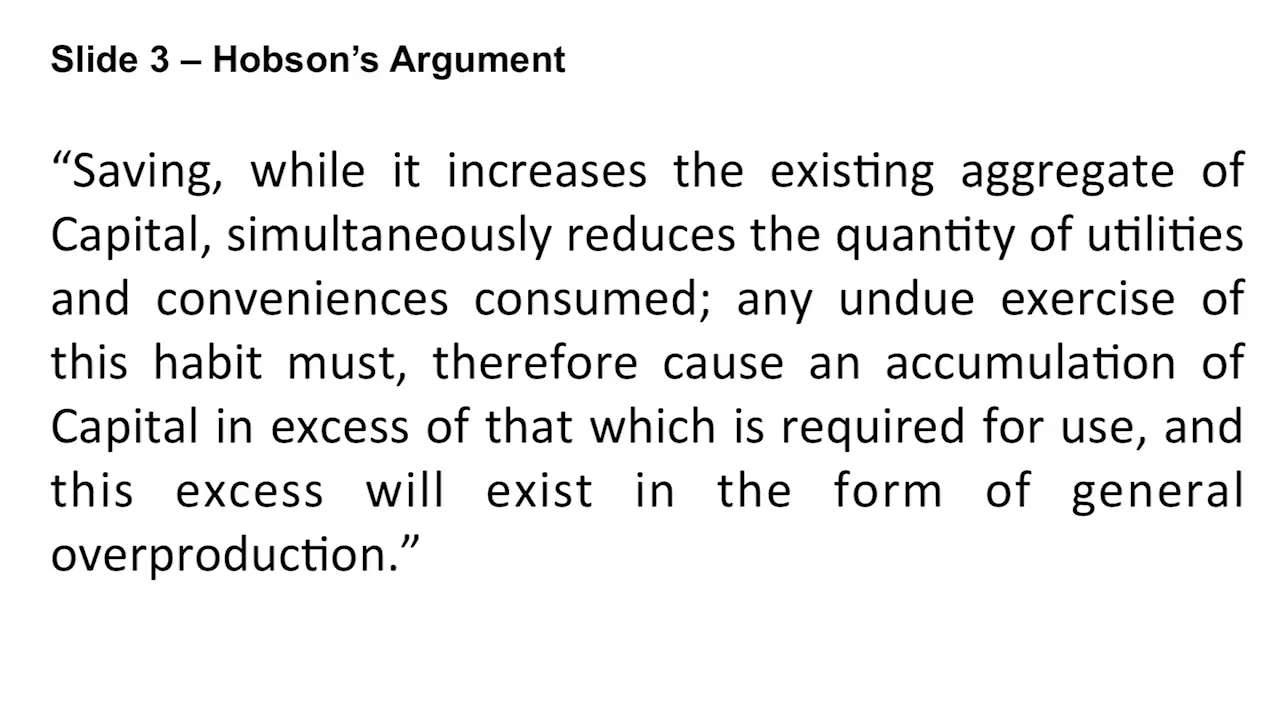 Slide 3 – Hobson’s Argument
“Saving, while it increases the existing aggregate of
Capital, simultaneously reduces the quantity of utilities
and conveniences consumed; any undue exercise of
this habit must, therefore cause an accumulation of
Capital in excess of that which is required for use, and
this excess will exist in the form of general
overproduction.”